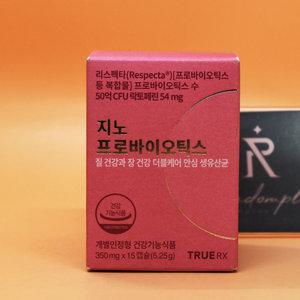 리스펙타(Respecta®)[프로바이오틱스
등 복합물] 프로바이오틱스 수
50억 CFU 락토페린 54 mg
지노
프로바이오틱스
질 건강과 장 건강 더블케어 안심 생유산균
건강
기능식품
개별인정형 건강기능식품
350 mg x 15 캡슐(5.25g)
TRUE RX